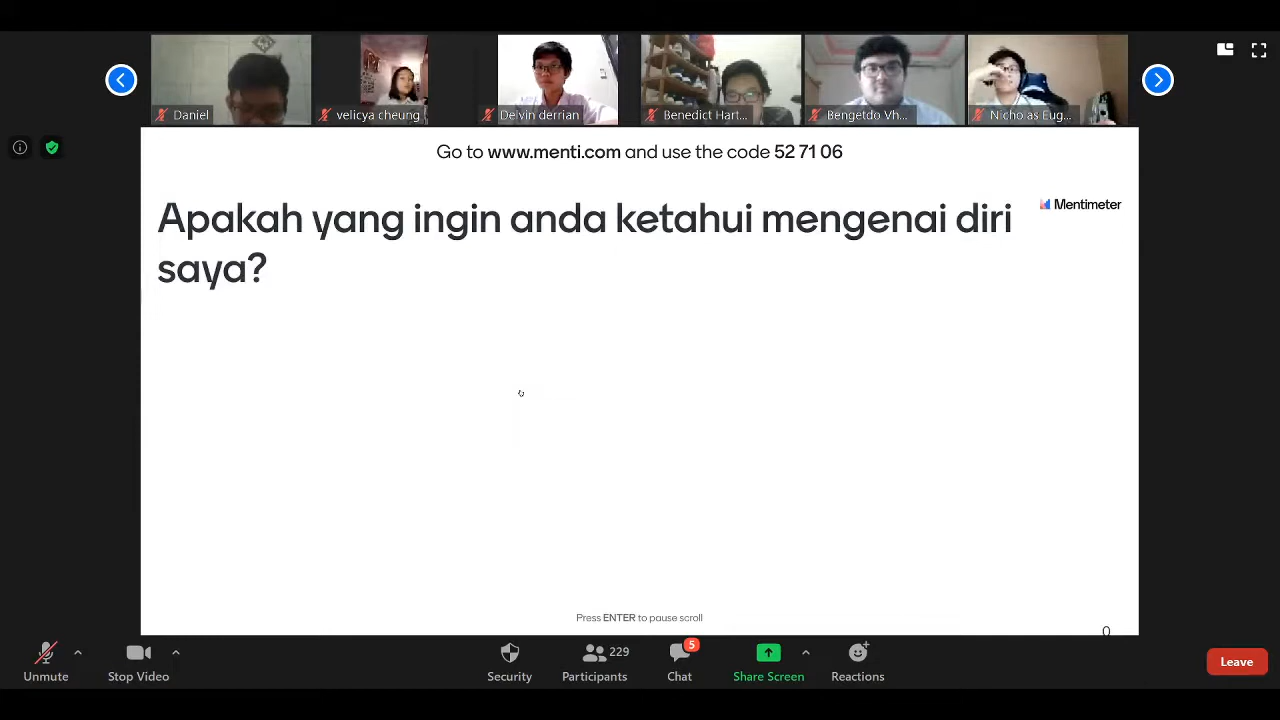 Daniel
velicya cheung
Delvin derrian
Benedict Hart...
Bengetdo Vh...
Nicholas Eug...
Go to www.menti.com and use the code 52 71 06
Mentimeter
Apakah yang ingin anda ketahui mengenai diri
saya?
Press ENTER to pause scroll
0
Unmute
Stop Video
Security
229
Participants
5
Chat
Share Screen
Reactions
Leave